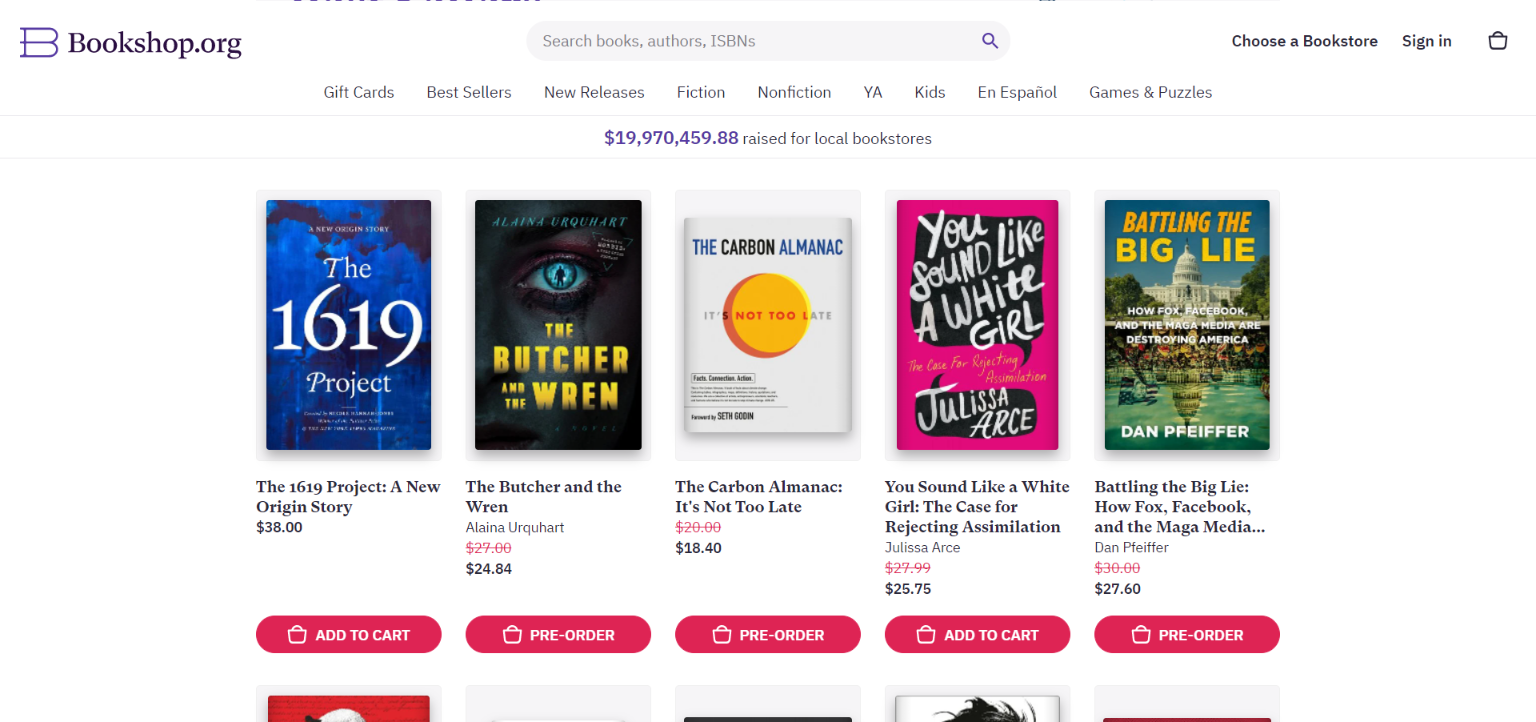 Bookshop.org
Search books, authors, ISBNs
Choose a Bookstore
Sign in
Gift Cards
Best Sellers
New Releases
Fiction
Nonfiction
YA
Kids
En Español
Games & Puzzles
$19,970,459.88 raised for local bookstores
A NEW ORIGIN STORY
The
1619
Project
ALAINA URQUHART
THE
BUTCHER
AND WREN
THE
A NOVEL
THE CARBON ALMANAC
IT'S NOT TOO LATE
Facts. Connection. Action.
Foreword by SETH GODIN
You
Sound Like
A White
Girl
The Case For Rejecting
Assimilation
Julissa
Arce
BATTLING THE
BIG LIE
HOW FOX, FACEBOOK,
AND THE MAGA MEDIA ARE
DESTROYING AMERICA
DAN PFEIFFER
The 1619 Project: A New
Origin Story
$38.00
ADD TO CART
The Butcher and the
Wren
Alaina Urquhart
$27.00
$24.84
PRE-ORDER
The Carbon Almanac:
It's Not Too Late
$20.00
$18.40
PRE-ORDER
You Sound Like a White
Girl: The Case for
Rejecting Assimilation
Julissa Arce
$27.99
$25.75
ADD TO CART
Battling the Big Lie:
How Fox, Facebook,
and the Maga Media...
Dan Pfeiffer
$30.00
$27.60
PRE-ORDER